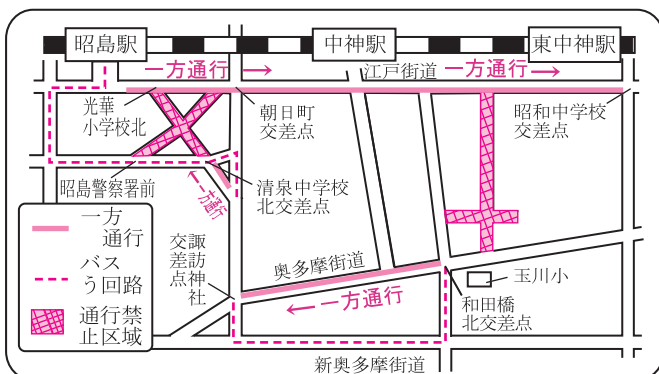 昭島駅
中神駅
東中神駅
一方通行
江戸街道
一方通行
光華
小学校北
朝日町
交差点
昭和中学校
交差点
昭島警察署前
一方通行
清泉中学校
北交差点
一方
通行
バス
う回路
通行禁
止区域
諏訪神社
交差点
奥多摩街道
一方通行
玉川小
和田橋
北交差点
新奥多摩街道